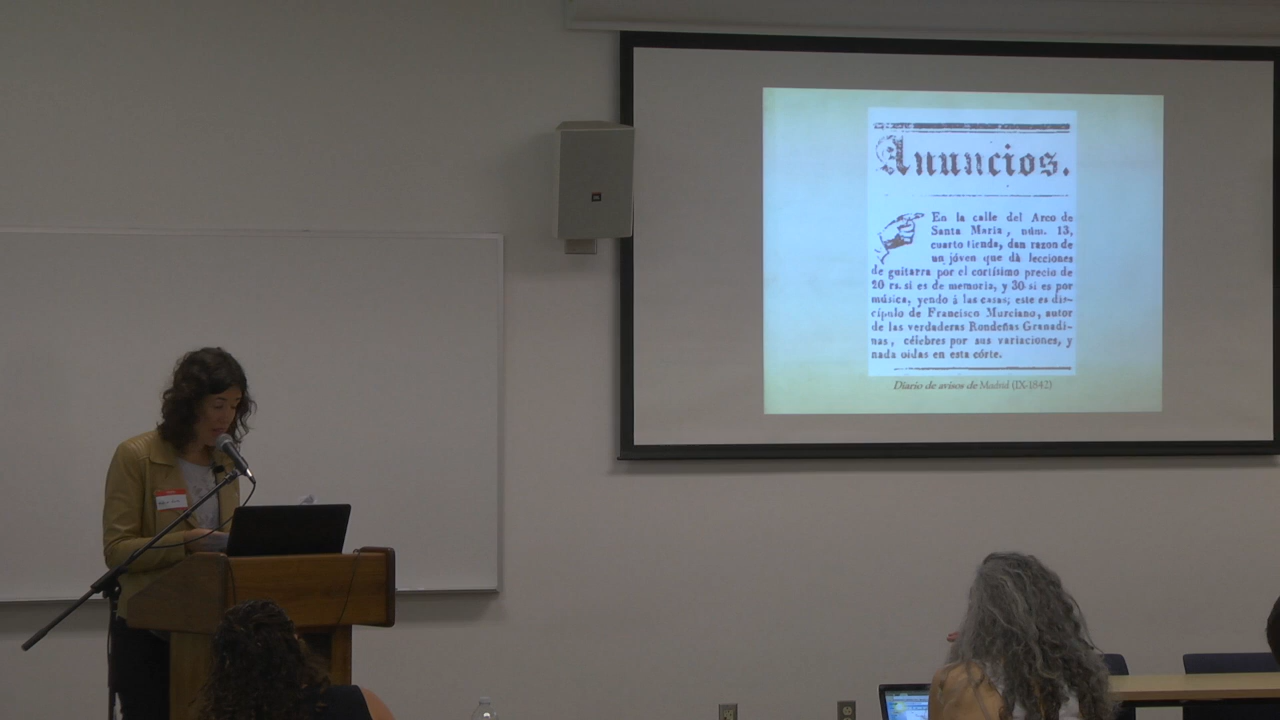 Anuncios.
En la calle del Arco de
Santa Maria, núm. 13,
cuarto tienda, dan razon de
un jóven que dá lecciones
de guitarra por el cortísimo precio de
20 rs. si es de memoria, y 30 si es por
música, yendo á las casas; este es dis-
cípulo de Francisco Murciano, autor
de las verdaderas Rondeñas Granadi-
nas, célebres por sus variaciones, y
nada oidas en esta córte.
Diario de avisos de Madrid (IX-1842)